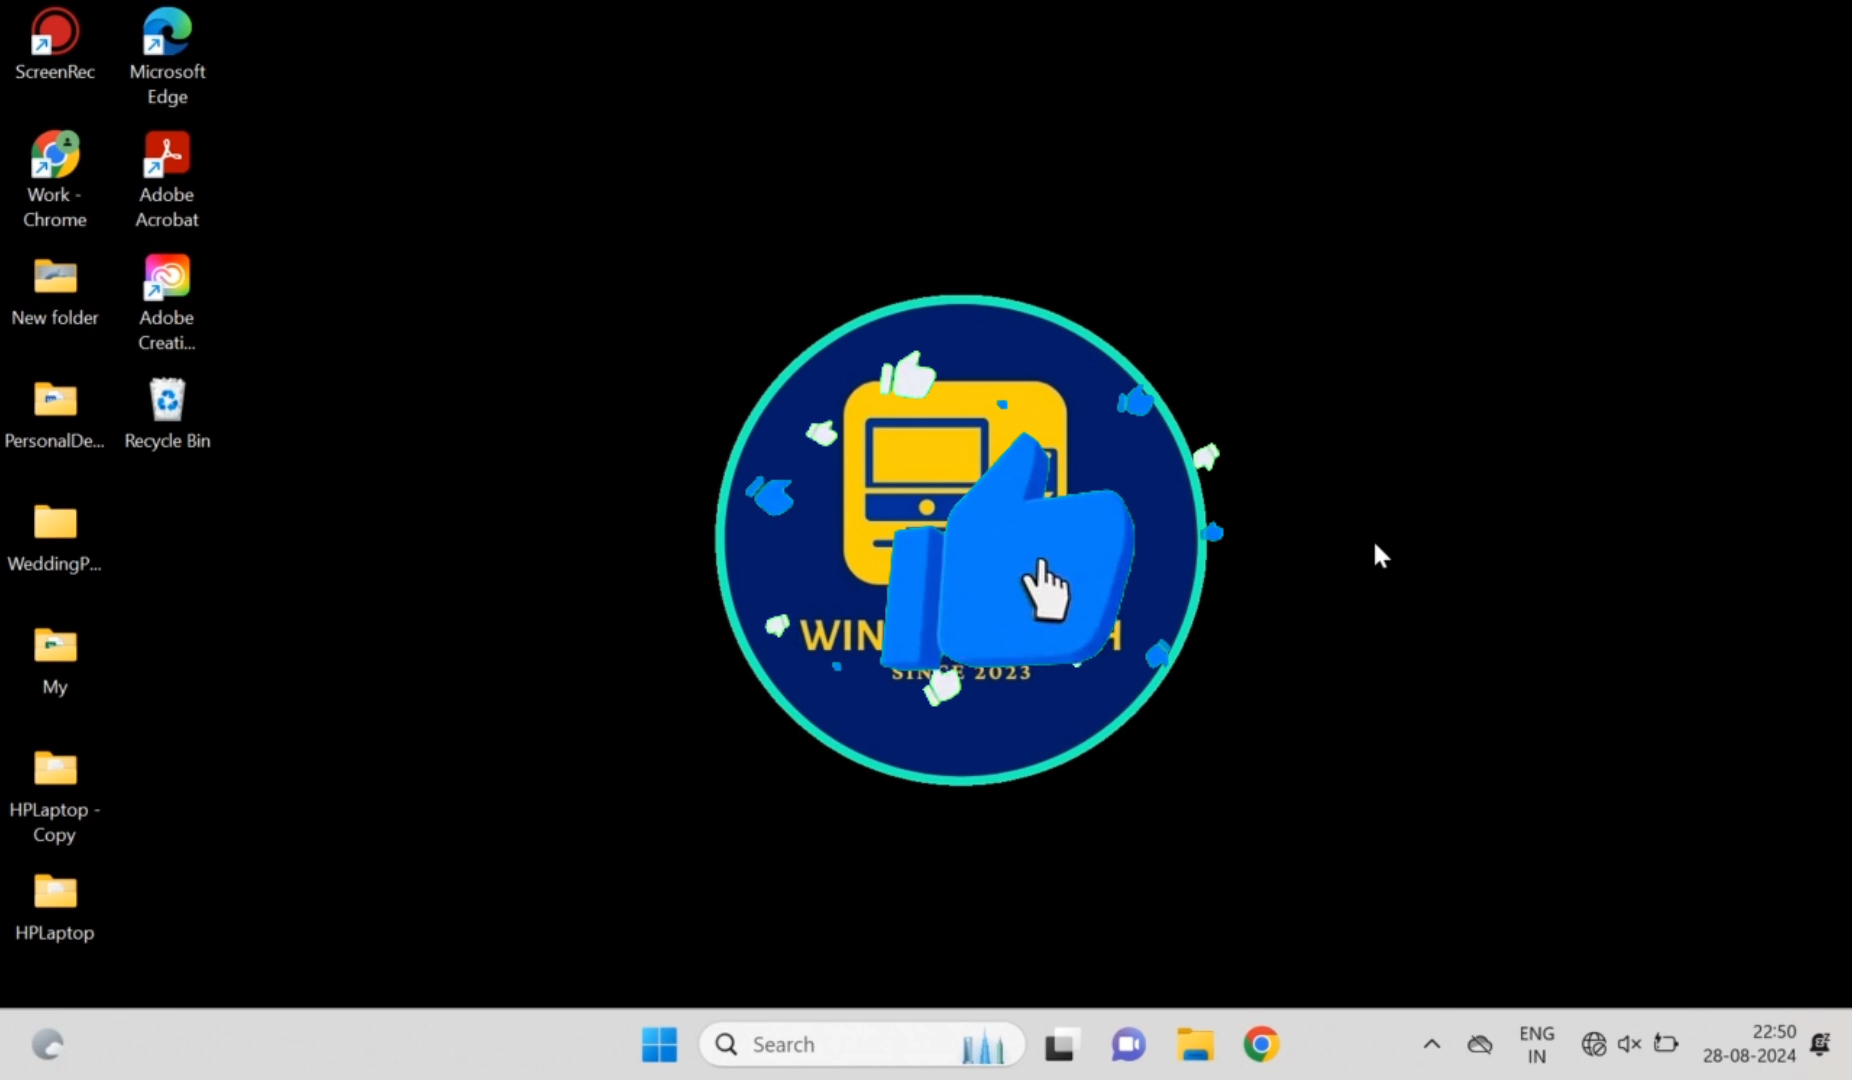 ScreenRec
Microsoft
Edge
Work -
Chrome
Adobe
Acrobat
New folder
Adobe
Creati...
PersonalDe...
Recycle Bin
WeddingP...
My
HPLaptop -
Copy
HPLaptop
SINCE 2023
Search
ENG
IN
22:50
28-08-2024